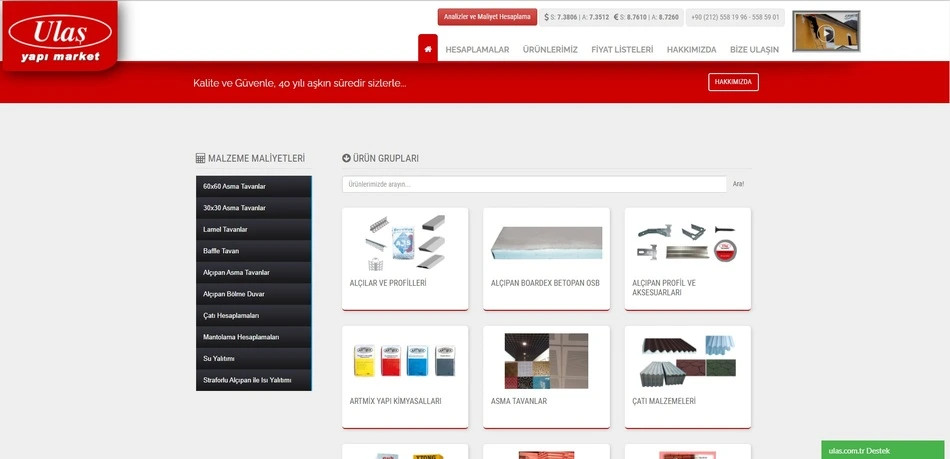 Ulaş
yapı market
Analizler ve Maliyet Hesaplama
$ S: 7.3806 | A: 7.3512 € S: 8.7610 | A: 8.7260
+90 (212) 558 19 96 - 558 59 01
HESAPLAMALAR
ÜRÜNLERİMİZ
FİYAT LİSTELERİ
HAKKIMIZDA
BİZE ULAŞIN
Kalite ve Güvenle, 40 yılı aşkın süredir sizlerle...
HAKKIMIZDA
MALZEME MALİYETLERİ
60x60 Asma Tavanlar
30x30 Asma Tavanlar
Lamel Tavanlar
Baffle Tavan
Alçıpan Asma Tavanlar
Alçıpan Bölme Duvar
Çatı Hesaplamaları
Mantolama Hesaplamaları
Su Yalıtımı
Straforlu Alçıpan ile Isı Yalıtımı
ÜRÜN GRUPLARI
Ürünlerimizde arayın...
Ara!
ALÇILAR VE PROFİLLERİ
ALÇIPAN BOARDEX BETOPAN OSB
ALÇIPAN PROFİL VE
AKSESUARLARI
ARTMİX YAPI KİMYASALLARI
ASMA TAVANLAR
ÇATI MALZEMELERİ
ulas.com.tr Destek